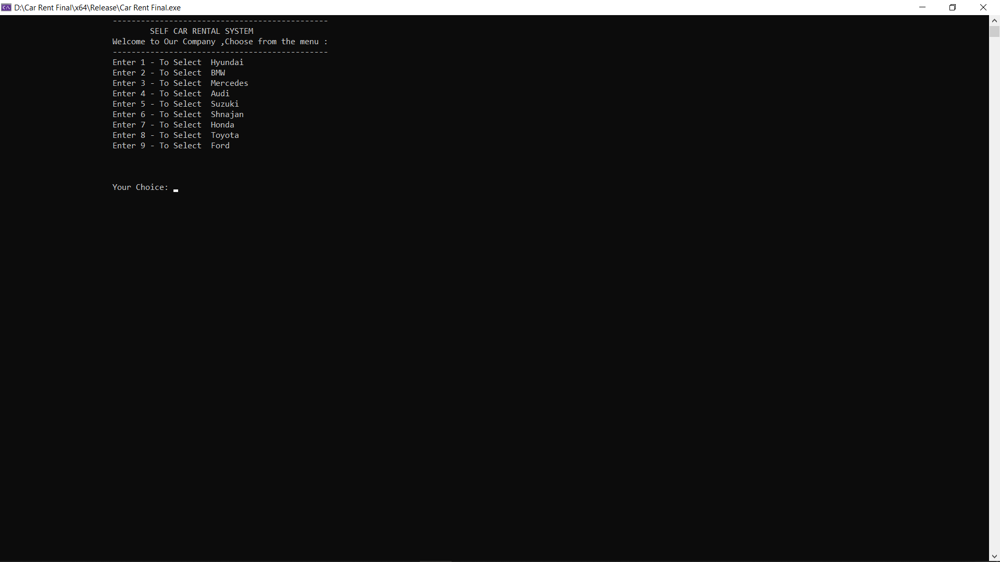 D:\Car Rent Final\x64\Release\Car Rent Final.exe
----------------------------------------------
SELF CAR RENTAL SYSTEM
Welcome to Our Company ,Choose from the menu :
----------------------------------------------
Enter 1 - To Select  Hyundai
Enter 2 - To Select  BMW
Enter 3 - To Select  Mercedes
Enter 4 - To Select  Audi
Enter 5 - To Select  Suzuki
Enter 6 - To Select  Shnajan
Enter 7 - To Select  Honda
Enter 8 - To Select  Toyota
Enter 9 - To Select  Ford
Your Choice: